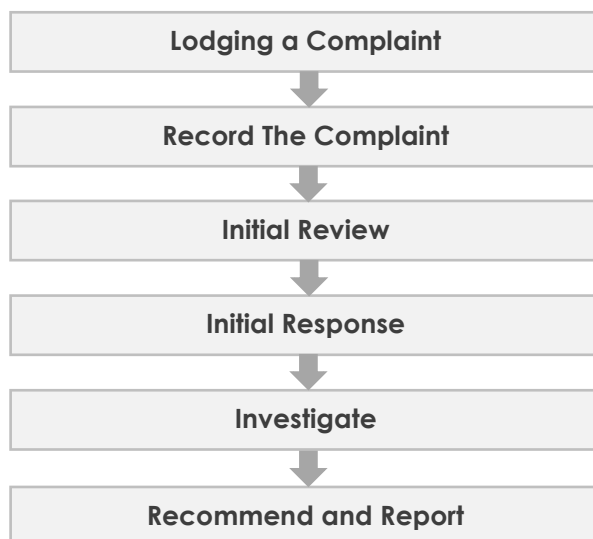 Lodging a Complaint
Record The Complaint
Initial Review
Initial Response
Investigate
Recommend and Report